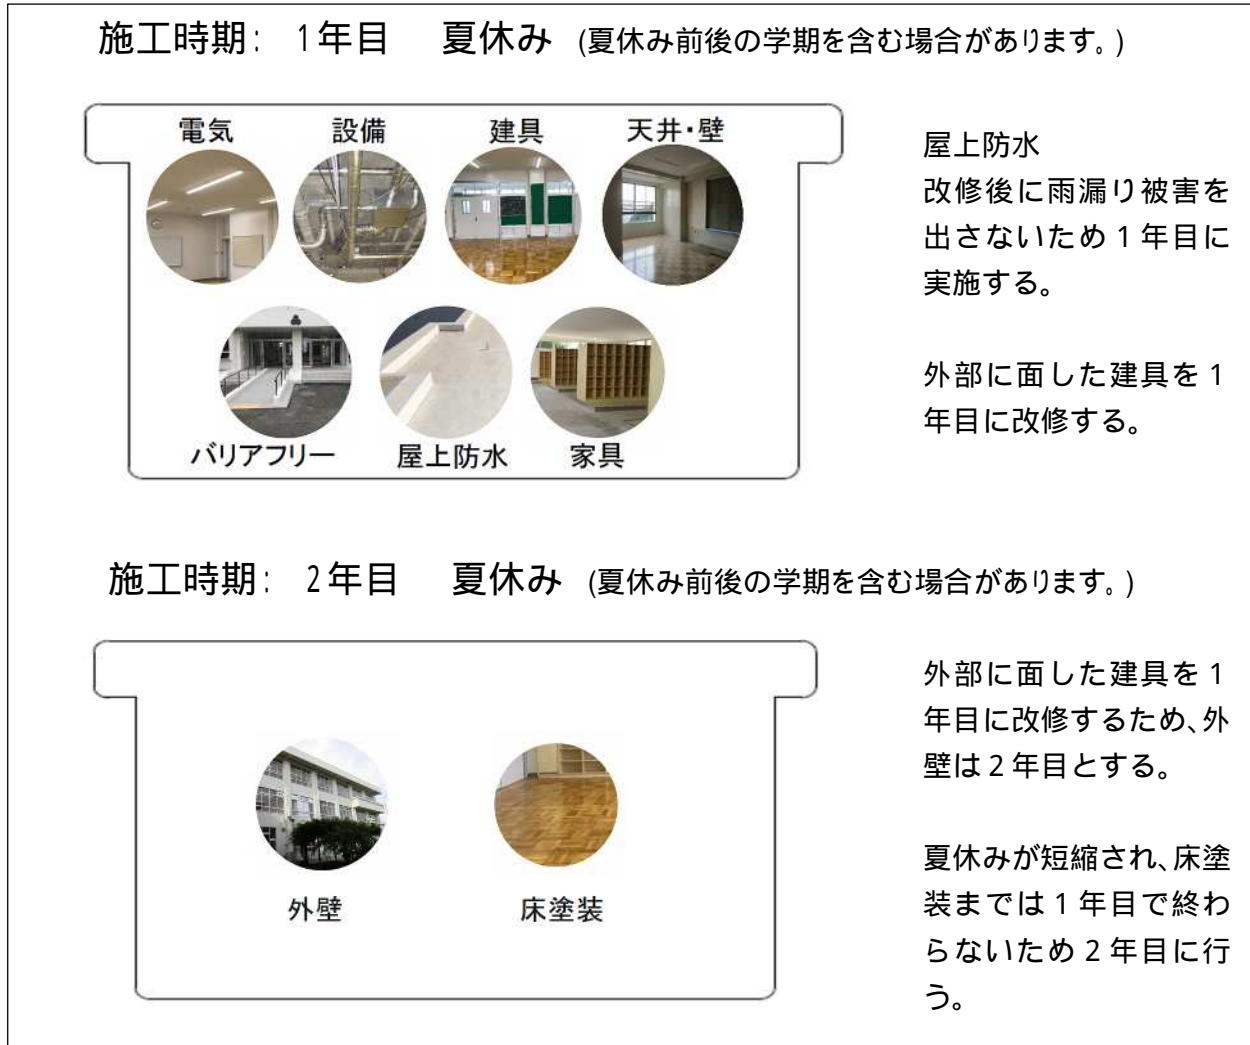 施工時期: 1年目 夏休み (夏休み前後の学期を含む場合があります。)
電気 設備 建具 天井・壁
バリアフリー 屋上防水 家具
屋上防水
改修後に雨漏り被害を
出さないため1年目に
実施する。
外部に面した建具を1
年目に改修する。
施工時期: 2年目 夏休み (夏休み前後の学期を含む場合があります。)
外壁 床塗装
外部に面した建具を1
年目に改修するため、外
壁は2年目とする。
夏休みが短縮され、床塗
装までは1年目で終わ
らないため2年目に行
う。